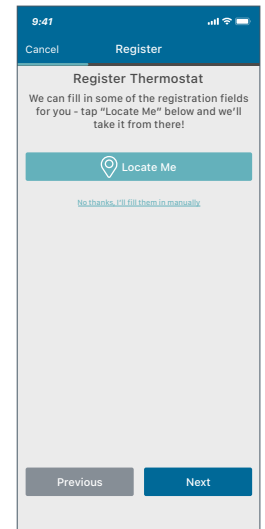 9:41
Cancel Register
Register Thermostat
We can fill in some of the registration fields
for you - tap “Locate Me” below and we’ll
take it from there!
Locate Me
No thanks, I’ll fill them in manually
Previous Next